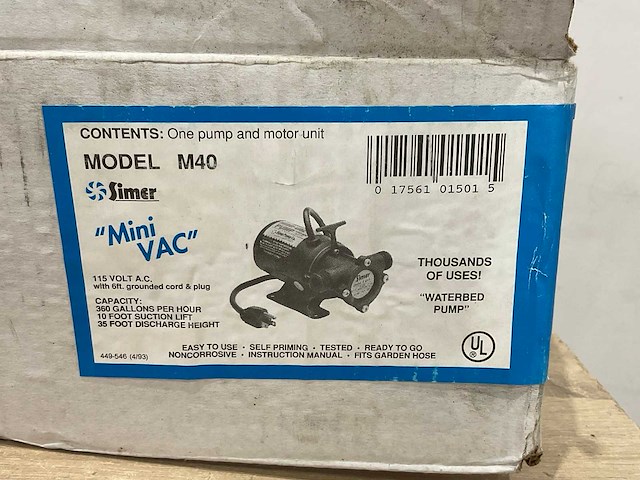 CONTENTS: One pump and motor unit
MODEL M40
Simer
"Mini
VAC"
115 VOLT A.C.
with 6ft. grounded cord & plug
CAPACITY:
360 GALLONS PER HOUR
10 FOOT SUCTION LIFT
35 FOOT DISCHARGE HEIGHT
449-546 (4/93)
0 17561 01501 5
Simer
THOUSANDS
OF USES!
"WATERBED
PUMP"
EASY TO USE · SELF PRIMING · TESTED · READY TO GO
NONCORROSIVE · INSTRUCTION MANUAL · FITS GARDEN HOSE
UL
®